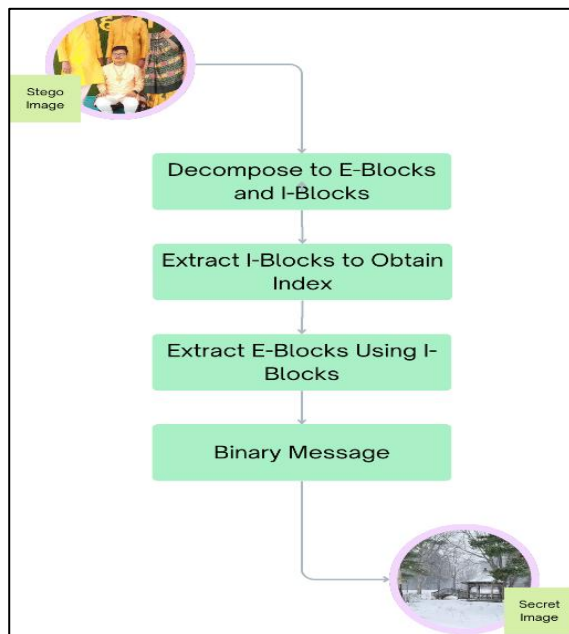 Stego
Image
Decompose to E-Blocks
and I-Blocks
Extract I-Blocks to Obtain
Index
Extract E-Blocks Using I-
Blocks
Binary Message
Secret
Image